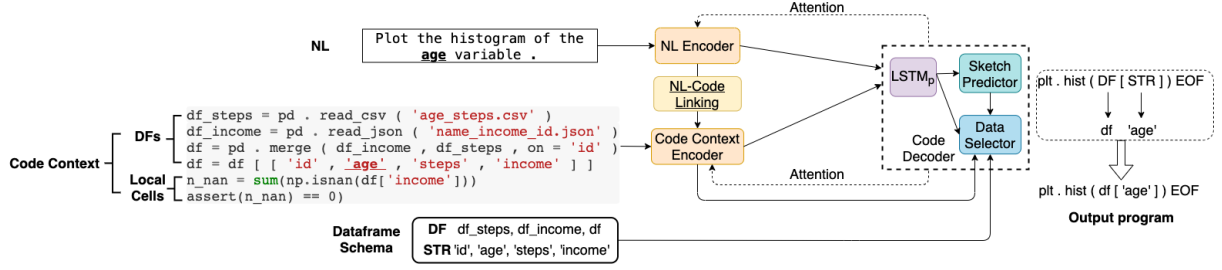 Attention
NL
Plot the histogram of the
age variable .
NL Encoder
NL-Code
Linking
Code Context
Encoder
LSTMp
Sketch
Predictor
Data
Selector
Code
Decoder
Attention
Code Context
DFs
Local
Cells
df_steps = pd . read_csv ( 'age_steps.csv' )
df_income = pd . read_json ( 'name_income_id.json' )
df = pd . merge ( df_income , df_steps , on = 'id' )
df = df [ [ 'id' , 'age' , 'steps' , 'income' ] ]
n_nan = sum(np.isnan(df['income']))
assert(n_nan) == 0)
Dataframe
Schema
DF df_steps, df_income, df
STR 'id', 'age', 'steps', 'income'
plt . hist ( DF [ STR ] ) EOF
df 'age'
plt . hist ( df [ 'age' ] ) EOF
Output program